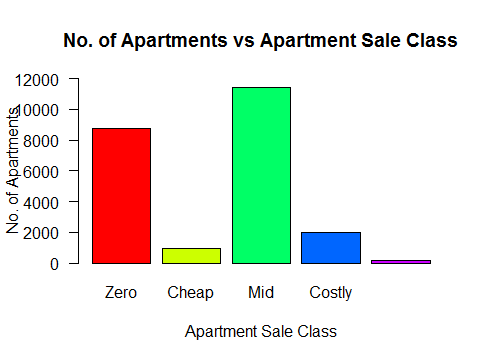 No. of Apartments vs Apartment Sale Class
No. of Apartments
12000
10000
8000
6000
4000
2000
0
Zero Cheap Mid Costly
Apartment Sale Class